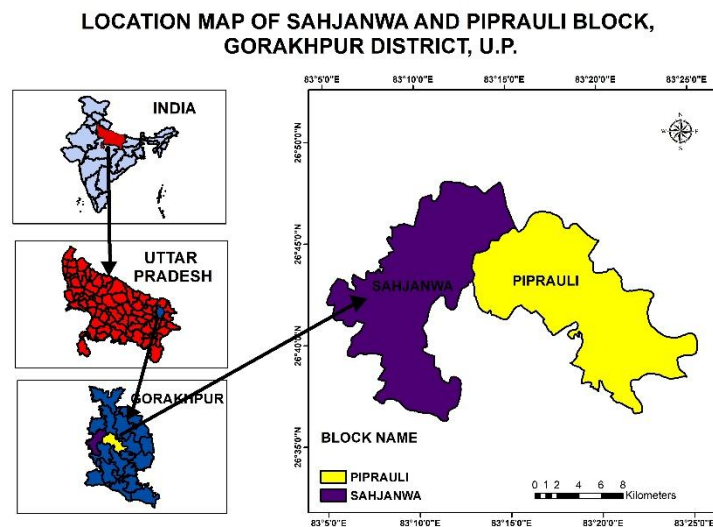 LOCATION MAP OF SAHJANWA AND PIPRAULI BLOCK,
GORAKHPUR DISTRICT, U.P.
INDIA
UTTAR
PRADESH
GORAKHPUR
83°5'0"E 83°10'0"E 83°15'0"E 83°20'0"E 83°25'0"E
26°50'0"N
26°45'0"N
26°40'0"N
26°35'0"N
SAHJANWA
PIPRAULI
BLOCK NAME
PIPRAULI
SAHJANWA
0 1 2 4 6 8
Kilometers
83°5'0"E 83°10'0"E 83°15'0"E 83°20'0"E 83°25'0"E